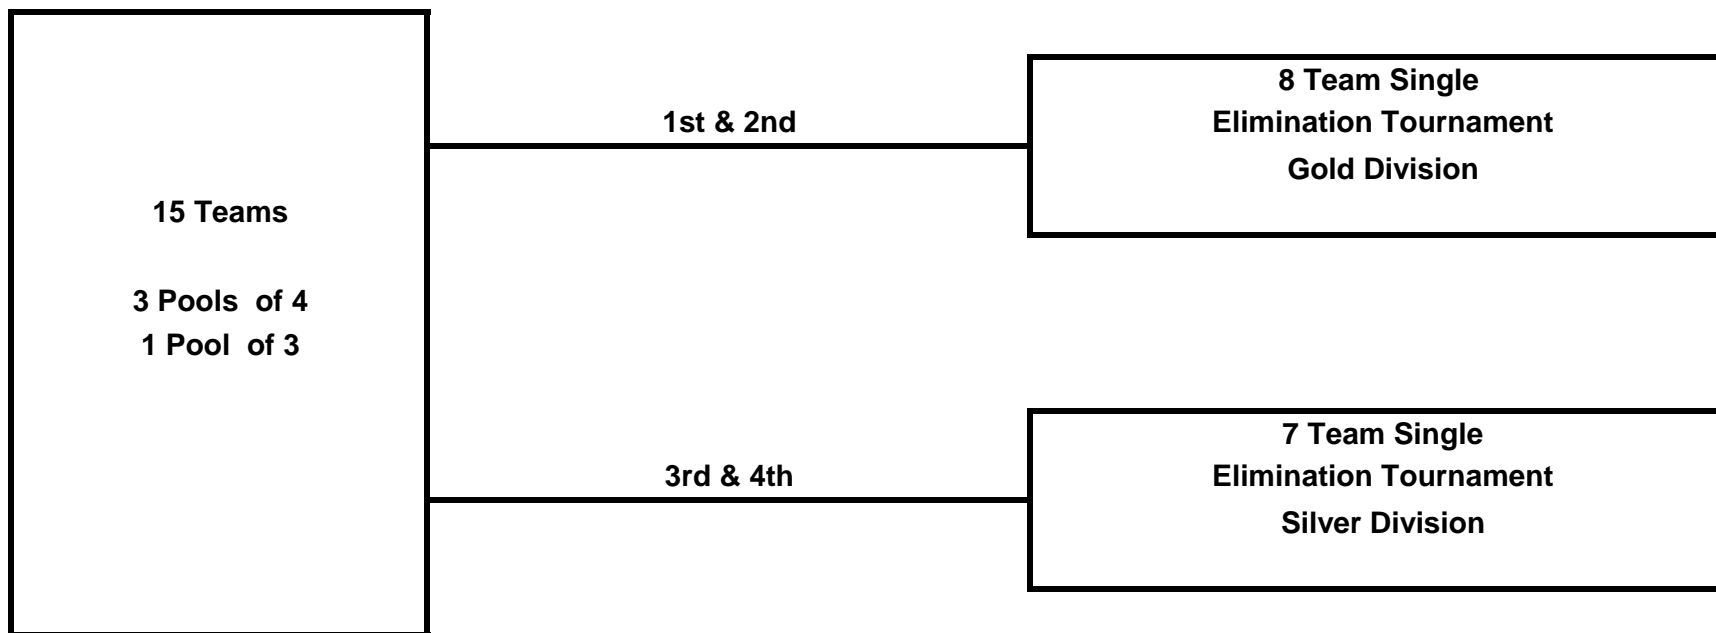 15 Teams
3 Pools of 4
1 Pool of 3
1st & 2nd
8 Team Single
Elimination Tournament
Gold Division
3rd & 4th
7 Team Single
Elimination Tournament
Silver Division